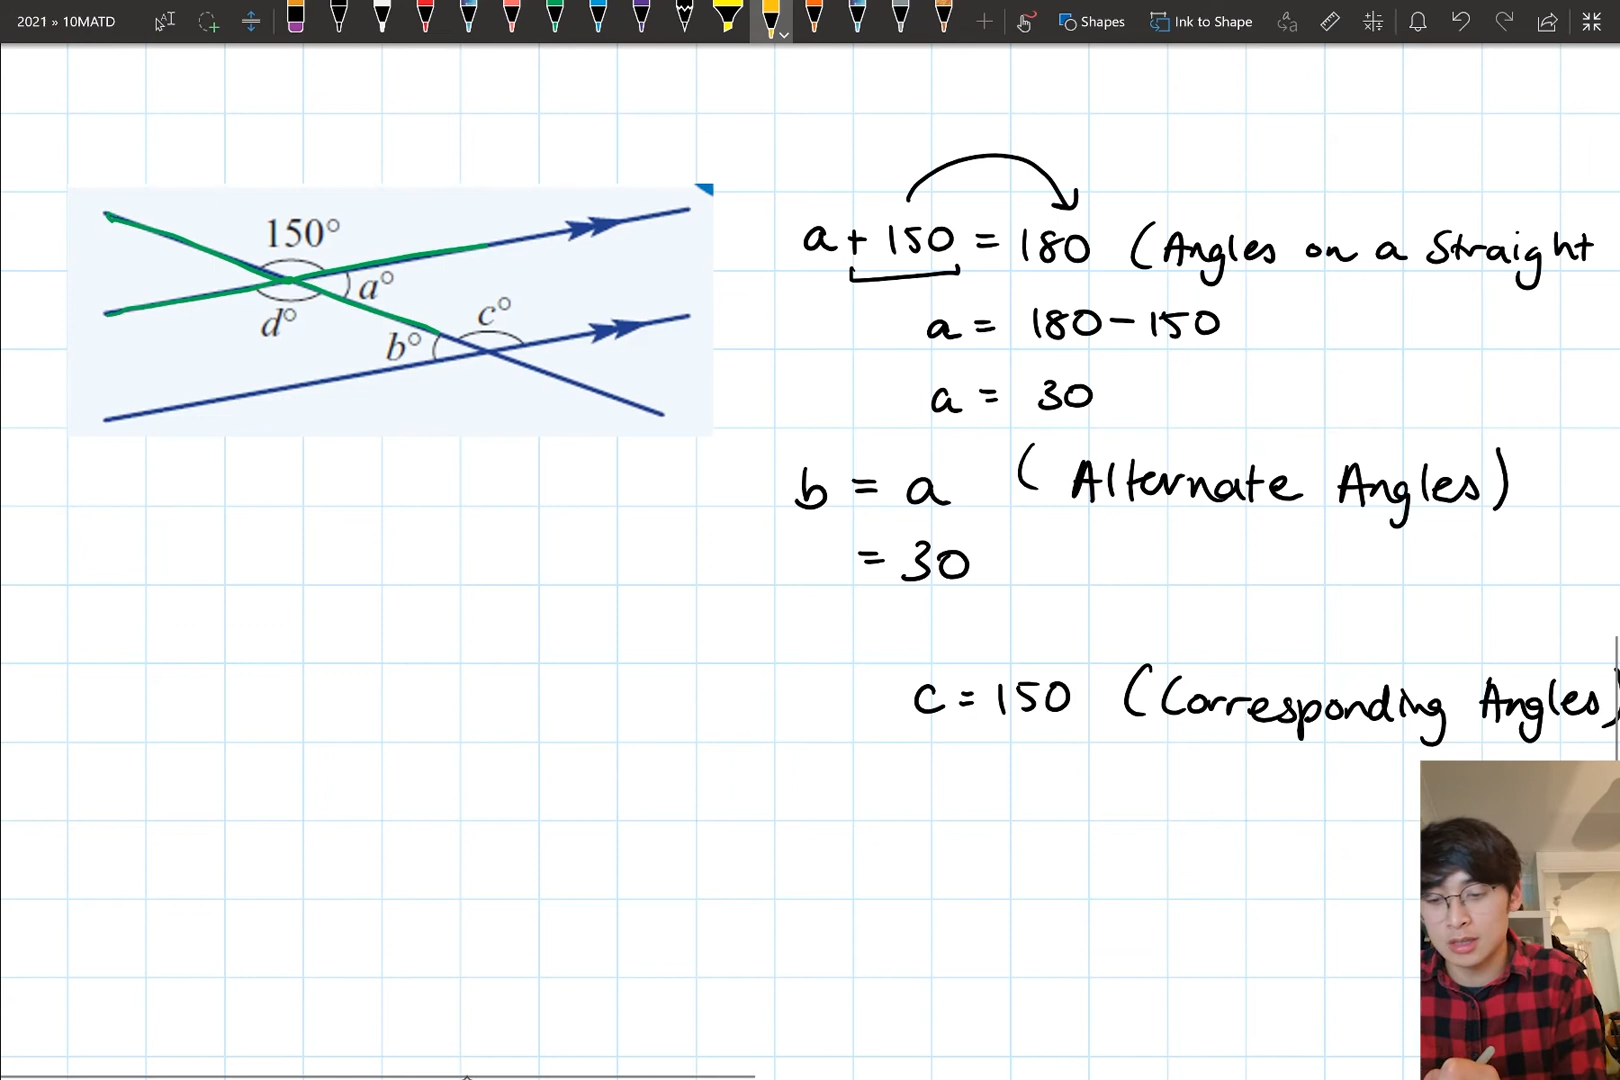 2021 » 10MATD
Shapes
Ink to Shape
150°
a°
d°
c°
b°
a + 150 = 180 (Angles on a Straight
a = 180 - 150
a = 30
b = a (Alternate Angles)
= 30
c = 150 (Corresponding Angles)